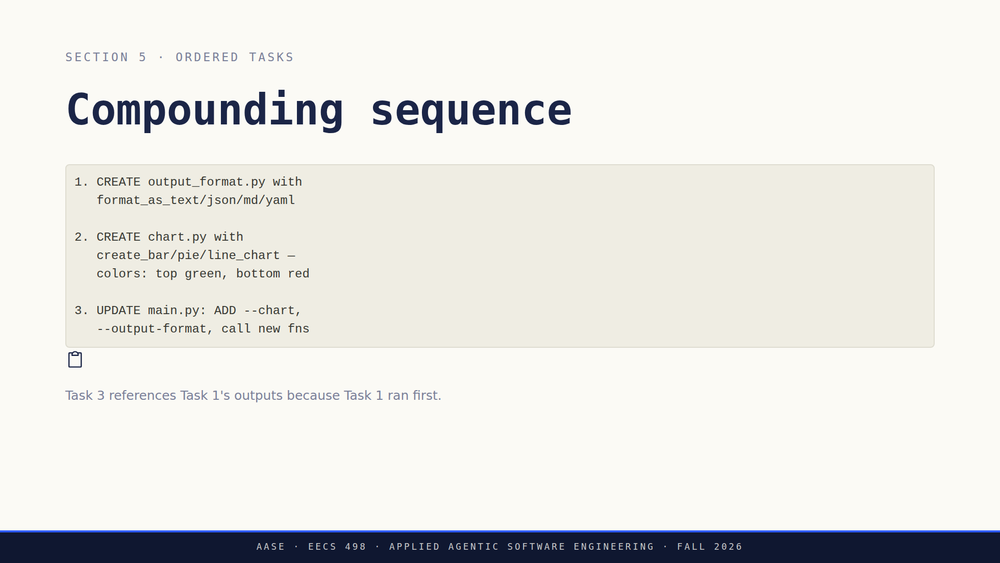 SECTION 5 · ORDERED TASKS
Compounding sequence
1. CREATE output_format.py with
   format_as_text/json/md/yaml
2. CREATE chart.py with
   create_bar/pie/line_chart —
   colors: top green, bottom red
3. UPDATE main.py: ADD --chart,
   --output-format, call new fns
Task 3 references Task 1's outputs because Task 1 ran first.
AASE · EECS 498 · APPLIED AGENTIC SOFTWARE ENGINEERING · FALL 2026